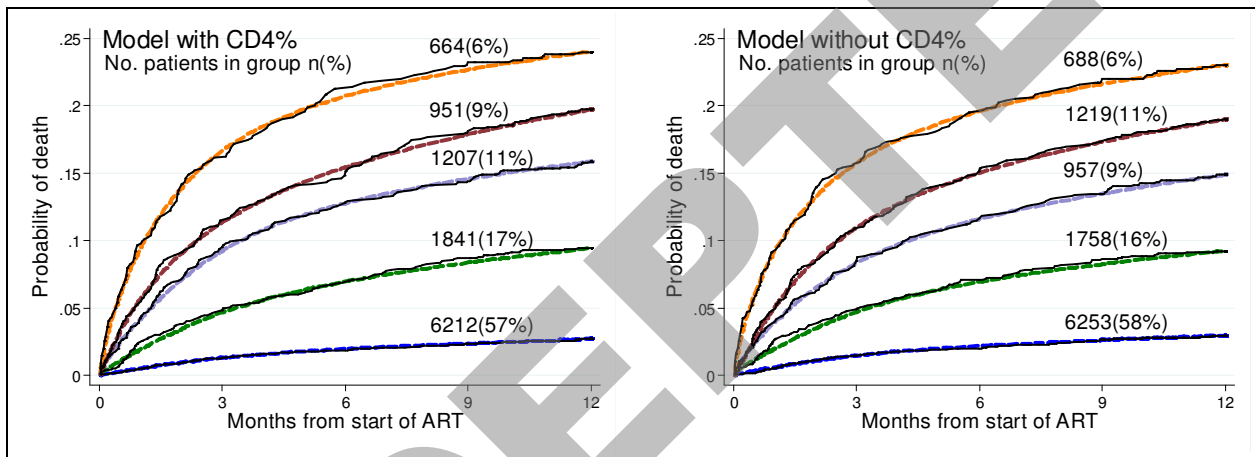 Model with CD4%
No. patients in group n(%)
Probability of death
.25
.2
.15
.1
.05
0
664(6%)
951(9%)
1207(11%)
1841(17%)
6212(57%)
0 3 6 9 12
Months from start of ART
Model without CD4%
No. patients in group n(%)
Probability of death
.25
.2
.15
.1
.05
0
688(6%)
1219(11%)
957(9%)
1758(16%)
6253(58%)
0 3 6 9 12
Months from start of ART
EPTE